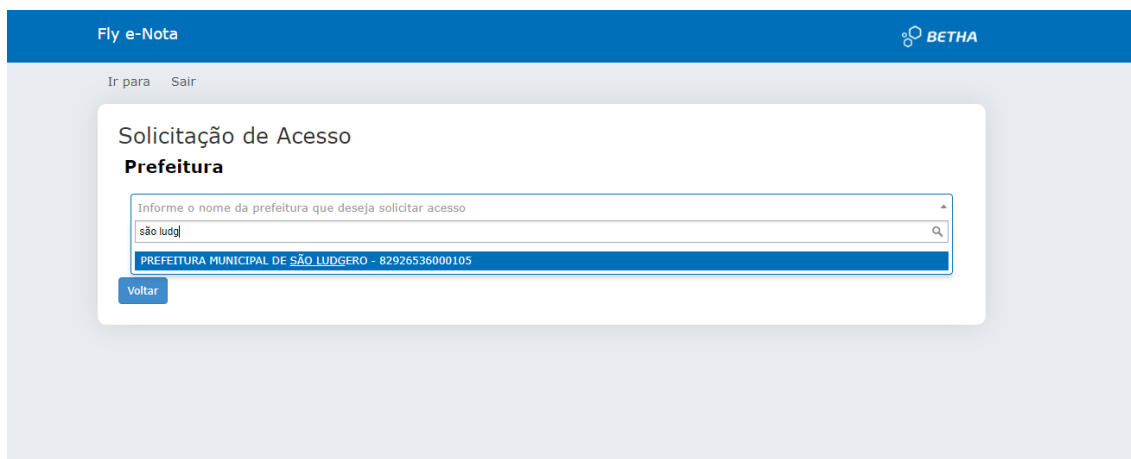 Fly e-Nota
BETHA
Ir para Sair
Solicitação de Acesso
Prefeitura
Informe o nome da prefeitura que deseja solicitar acesso
são ludg
PREFEITURA MUNICIPAL DE SÃO LUDGERO - 82926536000105
Voltar